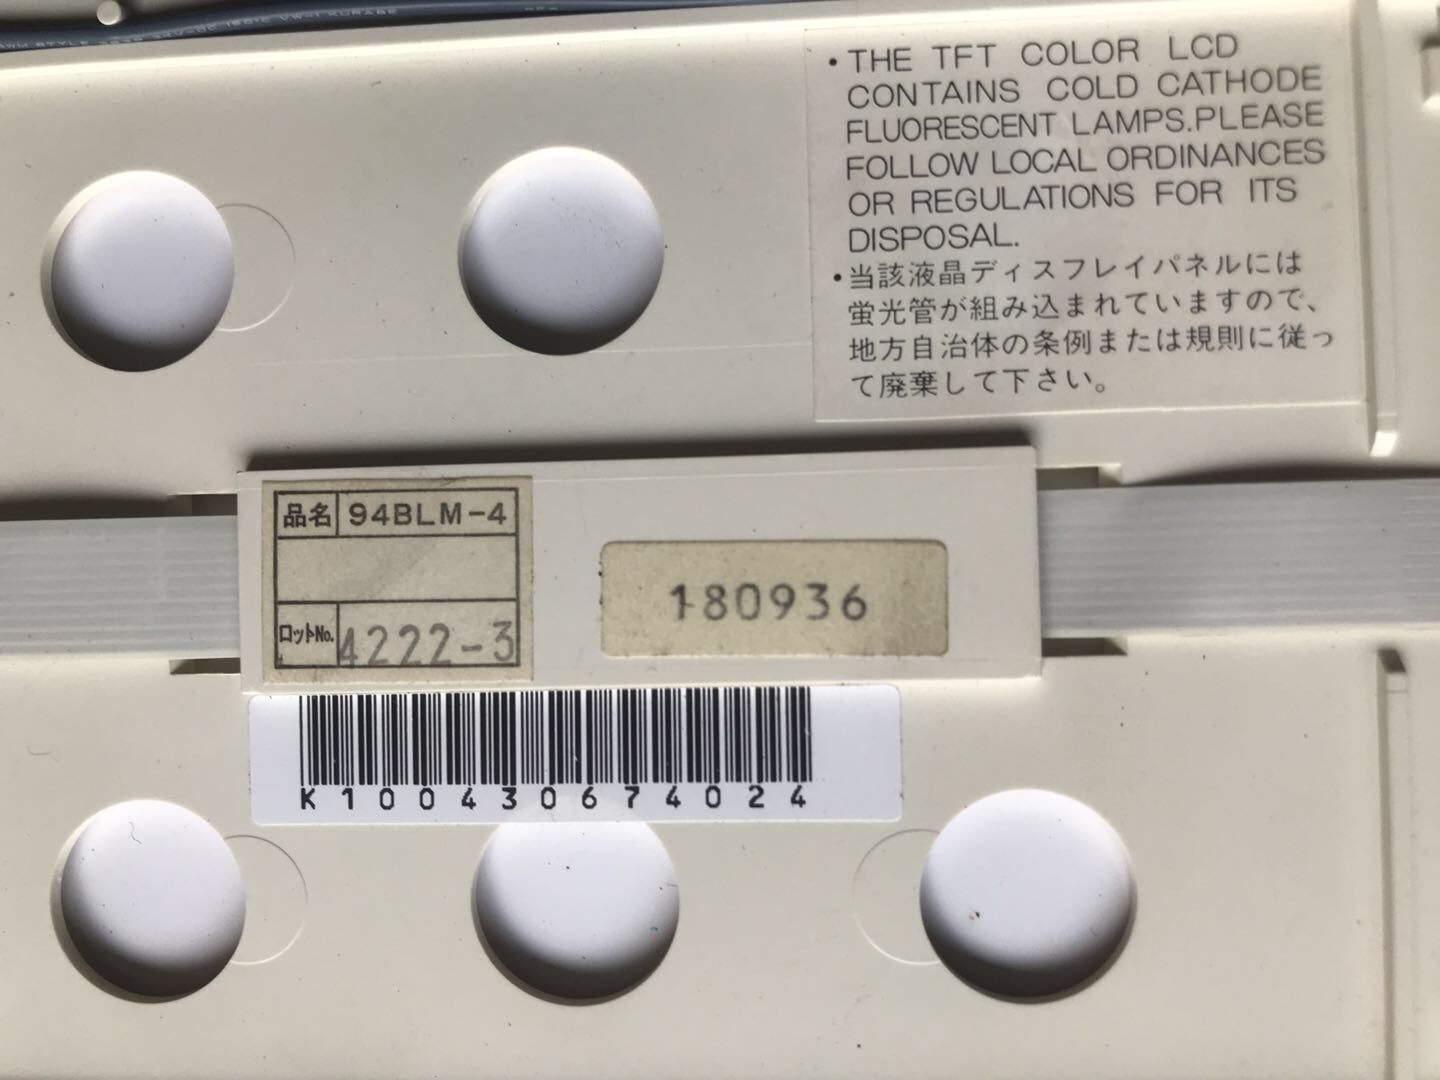 VW-1 KURABE
• THE TFT COLOR LCD
CONTAINS COLD CATHODE
FLUORESCENT LAMPS.PLEASE
FOLLOW LOCAL ORDINANCES
OR REGULATIONS FOR ITS
DISPOSAL.
• 当該液晶ディスフレイパネルには
蛍光管が組み込まれていますので、
地方自治体の条例または規則に従っ
て廃棄して下さい。
品名 94BLM-4
ロットNo. 4222-3
180936
K100430674024